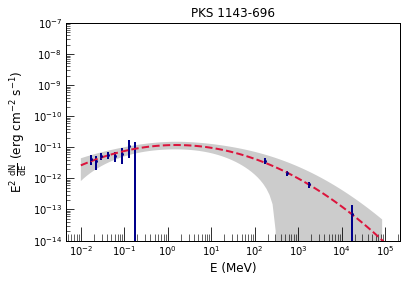 PKS 1143-696
10⁻⁷
10⁻⁸
10⁻⁹
10⁻¹⁰
10⁻¹¹
10⁻¹²
10⁻¹³
10⁻¹⁴
E² dN/dE (erg cm⁻² s⁻¹)
10⁻² 10⁻¹ 10⁰ 10¹ 10² 10³ 10⁴ 10⁵
E (MeV)